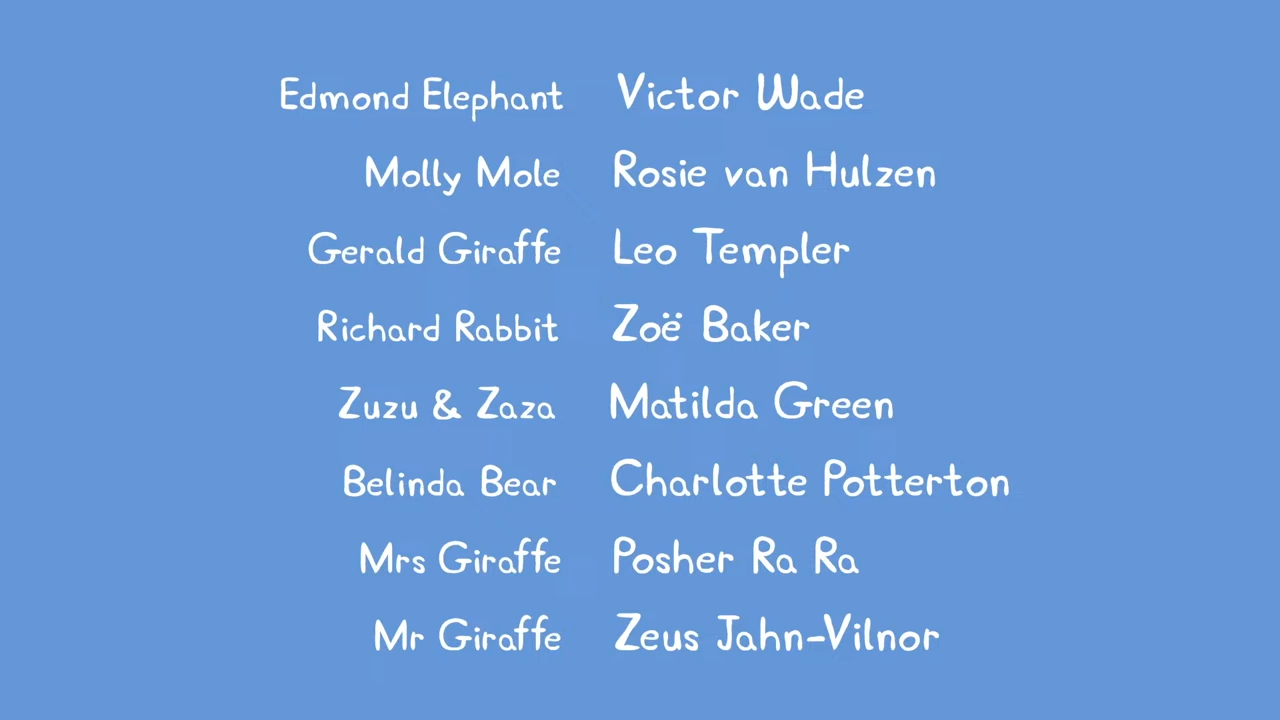 Edmond Elephant Victor Wade
Molly Mole Rosie van Hulzen
Gerald Giraffe Leo Templer
Richard Rabbit Zoë Baker
Zuzu & Zaza Matilda Green
Belinda Bear Charlotte Potterton
Mrs Giraffe Posher Ra Ra
Mr Giraffe Zeus Jahn-Vilnor